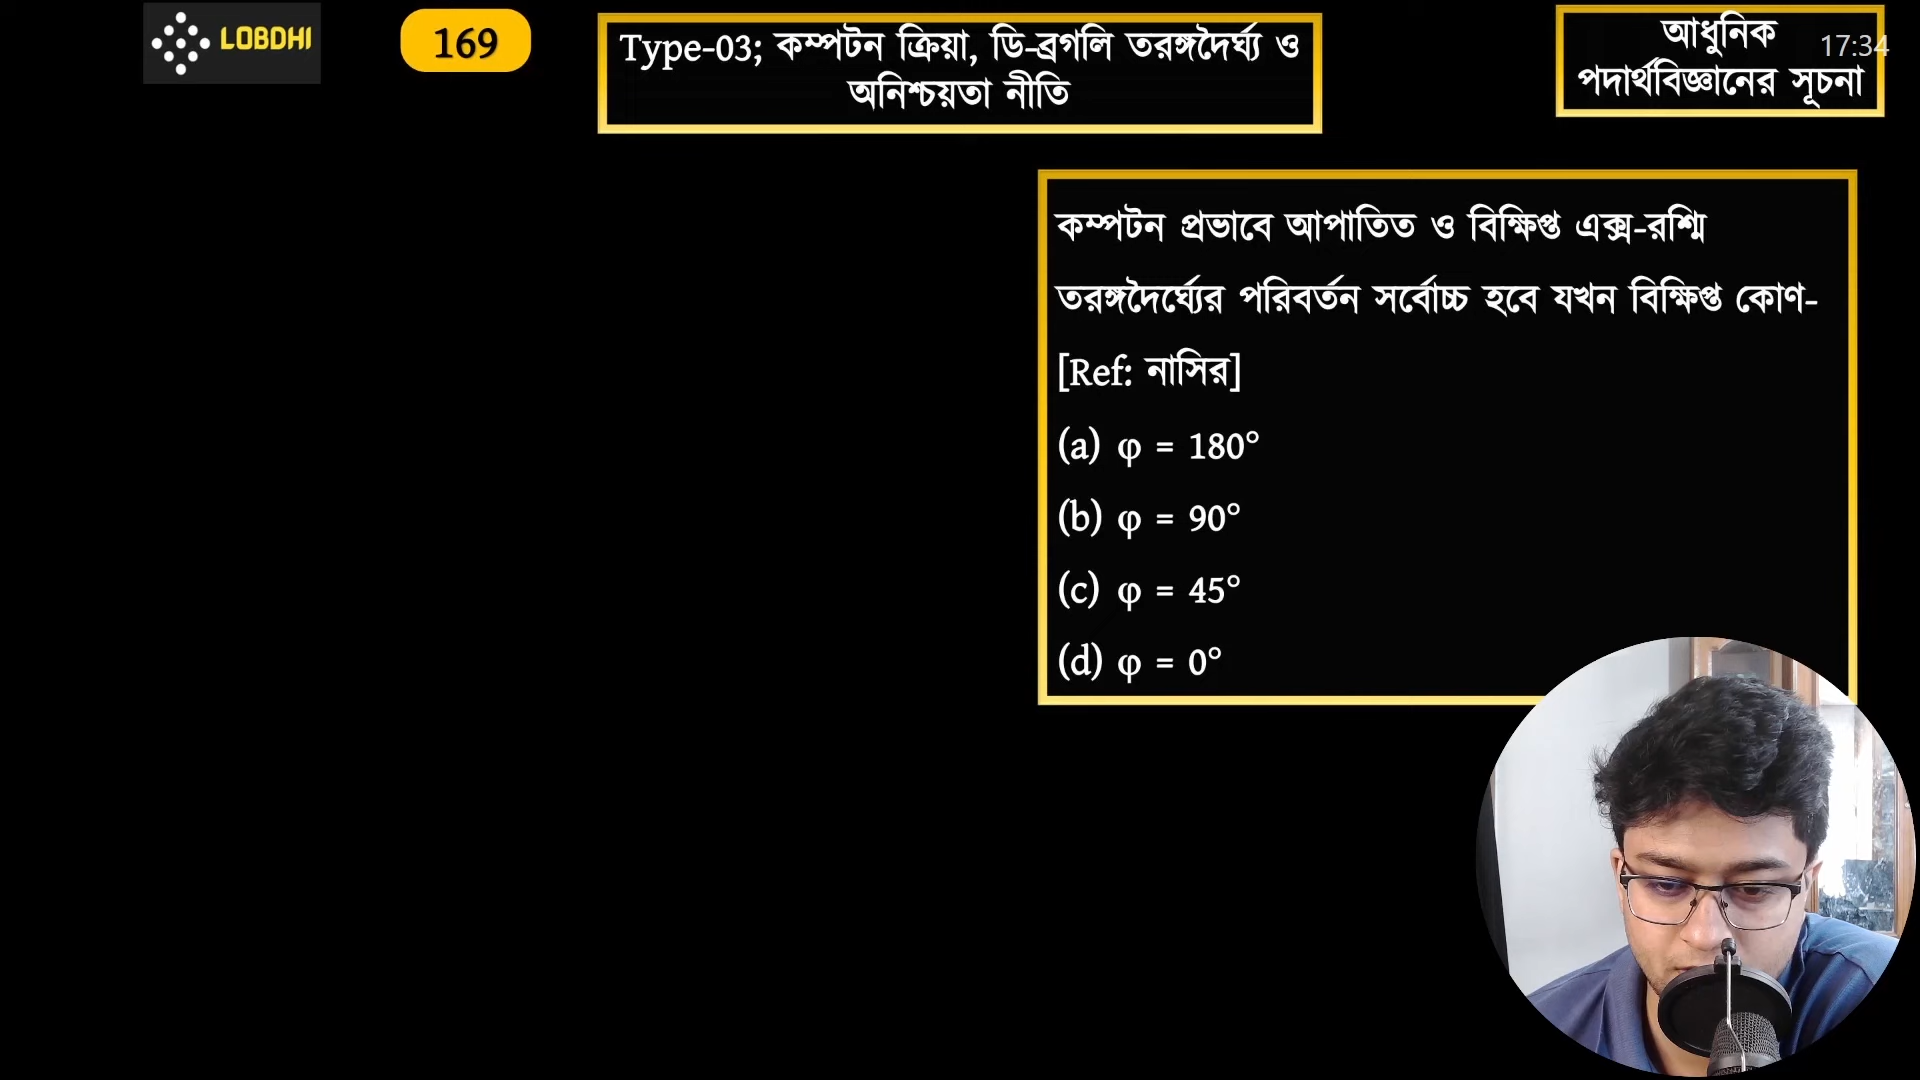 LOBDHI
169
Type-03; কম্পটন ক্রিয়া, ডি-ব্রগলি তরঙ্গদৈর্ঘ্য ও
অনিশ্চয়তা নীতি
আধুনিক
পদার্থবিজ্ঞানের সূচনা
17:34
কম্পটন প্রভাবে আপাতিত ও বিক্ষিপ্ত এক্স-রশ্মি
তরঙ্গদৈর্ঘ্যের পরিবর্তন সর্বোচ্চ হবে যখন বিক্ষিপ্ত কোণ-
[Ref: নাসির]
(a) φ = 180°
(b) φ = 90°
(c) φ = 45°
(d) φ = 0°